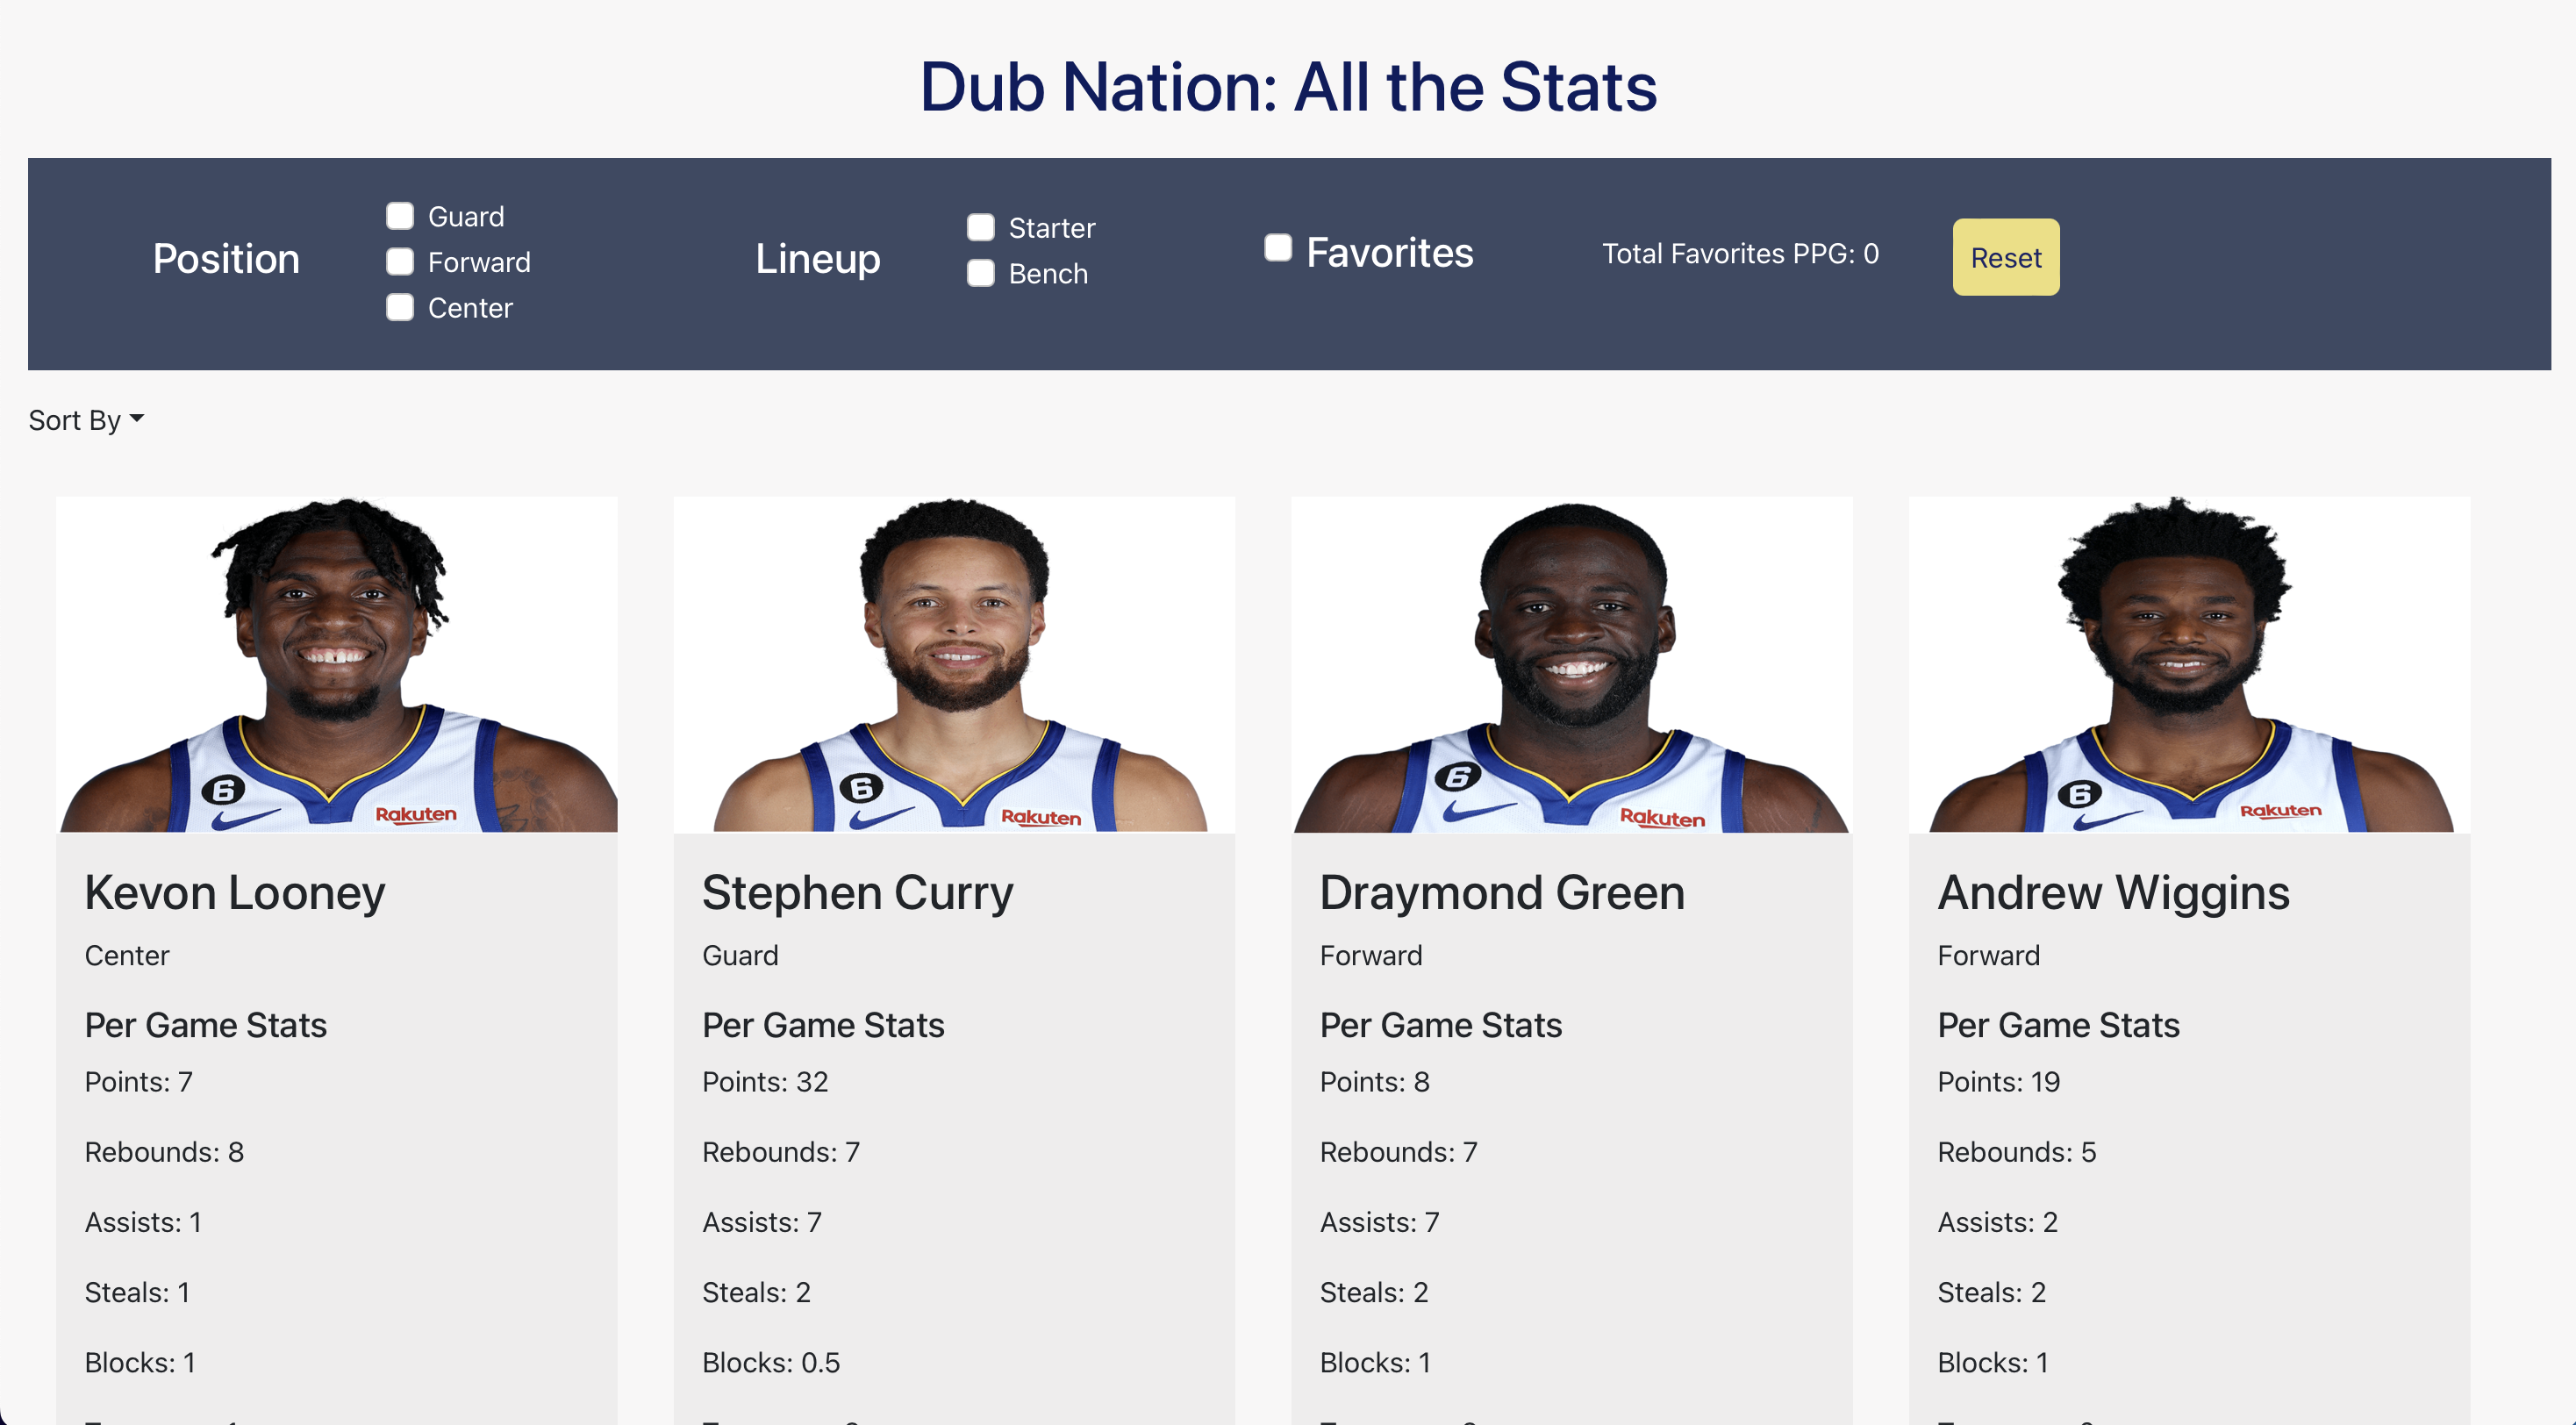 Dub Nation: All the Stats
Position
Guard
Forward
Center
Lineup
Starter
Bench
Favorites
Total Favorites PPG: 0
Reset
Sort By
6
Rakuten
6
Rakuten
6
Rakuten
6
Rakuten
Kevon Looney
Center
Per Game Stats
Points: 7
Rebounds: 8
Assists: 1
Steals: 1
Blocks: 1
Stephen Curry
Guard
Per Game Stats
Points: 32
Rebounds: 7
Assists: 7
Steals: 2
Blocks: 0.5
Draymond Green
Forward
Per Game Stats
Points: 8
Rebounds: 7
Assists: 7
Steals: 2
Blocks: 1
Andrew Wiggins
Forward
Per Game Stats
Points: 19
Rebounds: 5
Assists: 2
Steals: 2
Blocks: 1